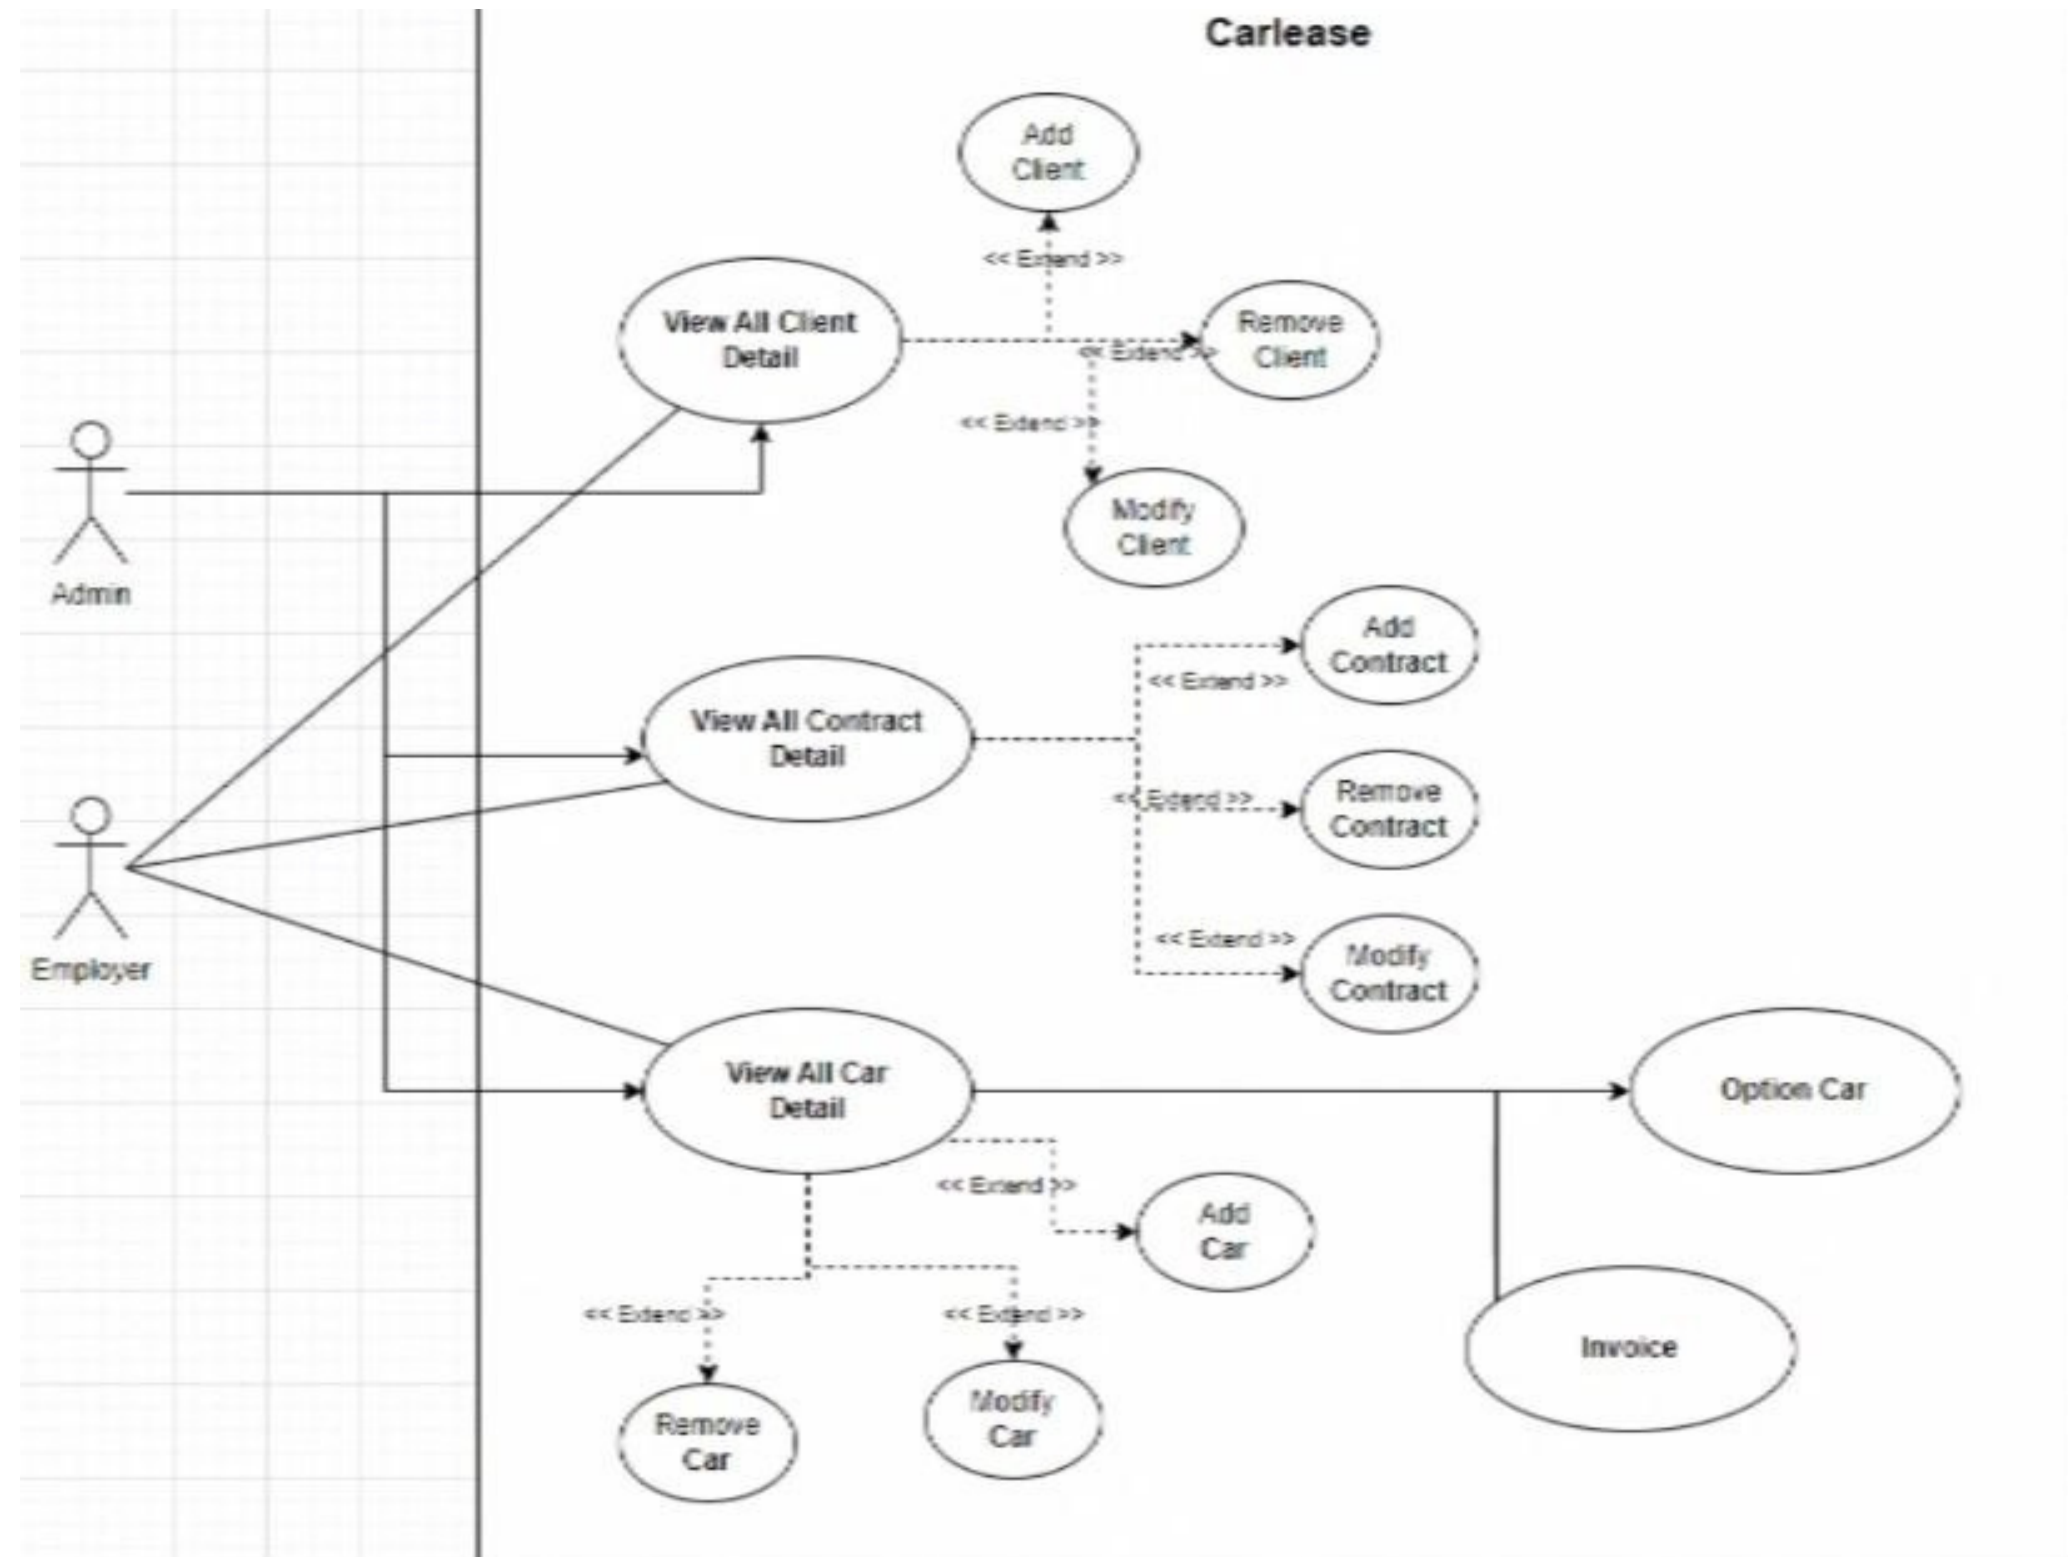 Carlease
Add
Client
<< Extend >>
View All Client
Detail
Remove
Client
<< Extend >>
<< Extend >>
Modify
Client
Admin
Add
Contract
<< Extend >>
View All Contract
Detail
Remove
Contract
<< Extend >>
<< Extend >>
Modify
Contract
Employer
View All Car
Detail
Option Car
<< Extend >>
Add
Car
<< Extend >>
<< Extend >>
Invoice
Modify
Car
Remove
Car